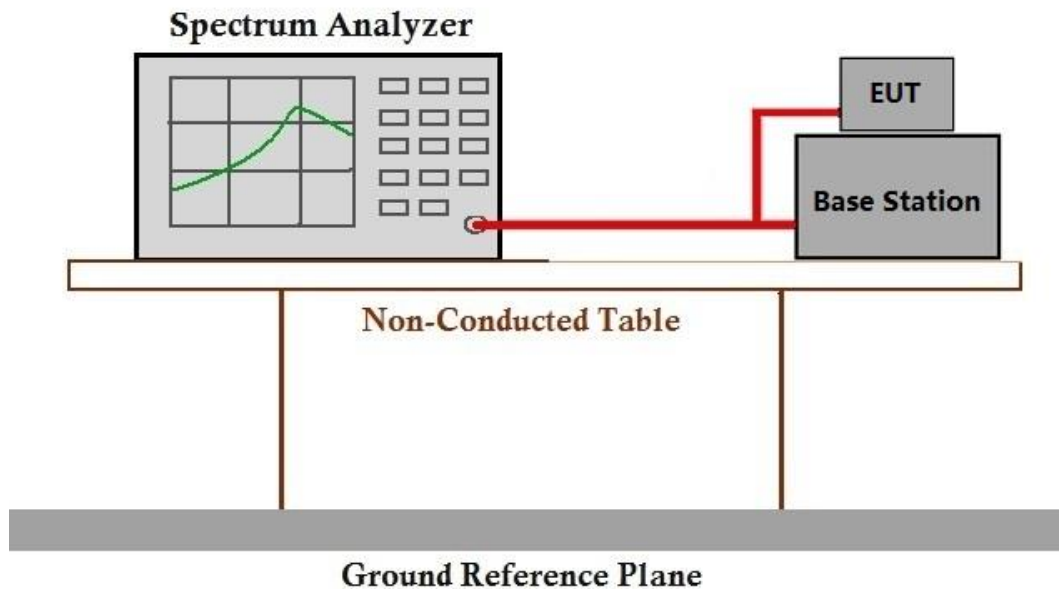 Spectrum Analyzer
EUT
Base Station
Non-Conducted Table
Ground Reference Plane